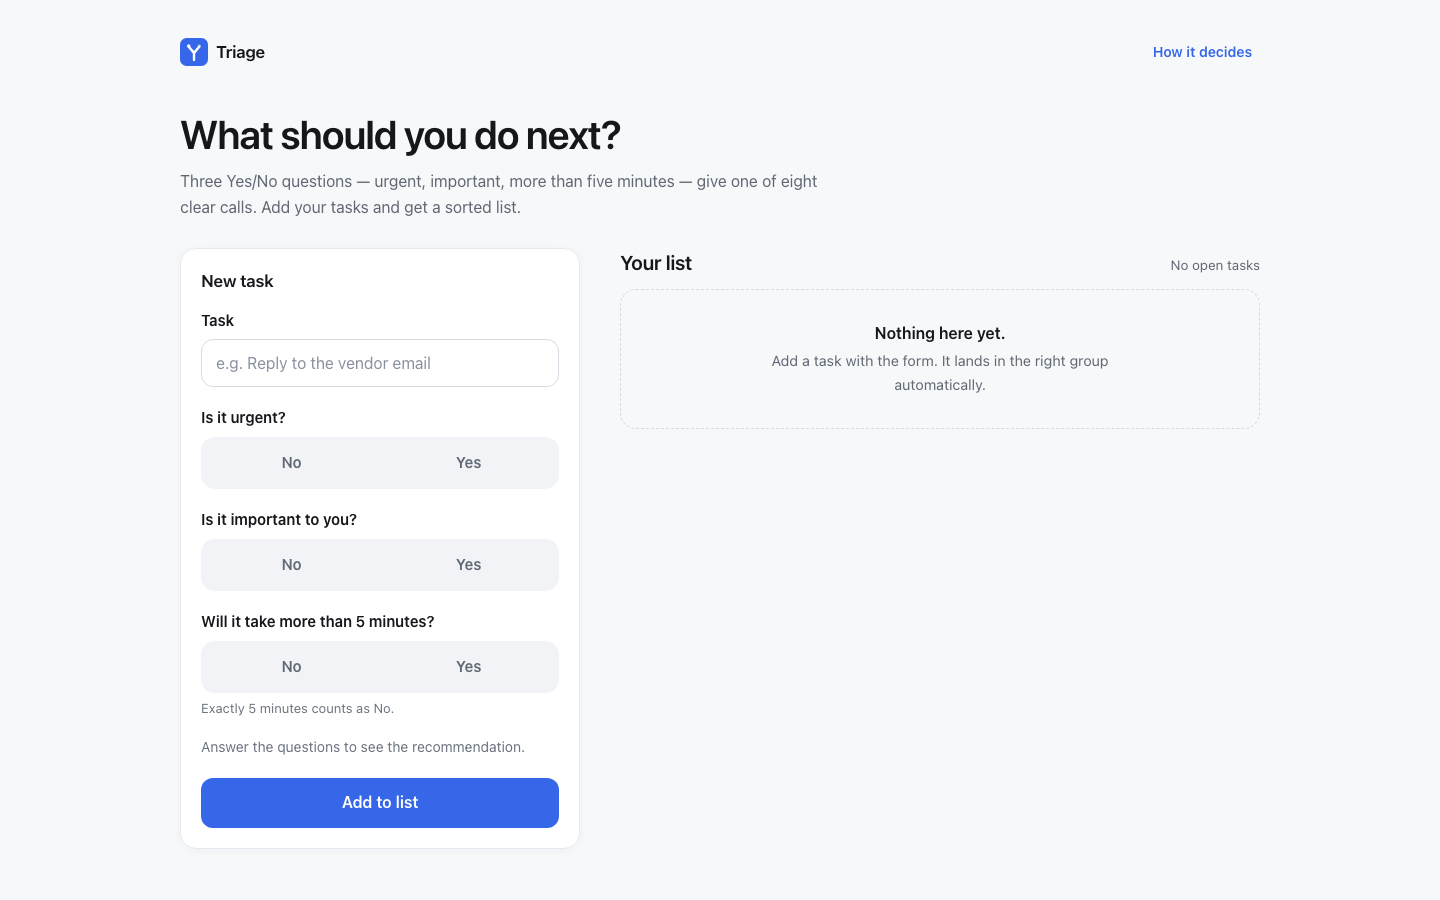 Triage
How it decides
What should you do next?
Three Yes/No questions — urgent, important, more than five minutes — give one of eight
clear calls. Add your tasks and get a sorted list.
New task
Task
e.g. Reply to the vendor email
Is it urgent?
No Yes
Is it important to you?
No Yes
Will it take more than 5 minutes?
No Yes
Exactly 5 minutes counts as No.
Answer the questions to see the recommendation.
Add to list
Your list
No open tasks
Nothing here yet.
Add a task with the form. It lands in the right group
automatically.